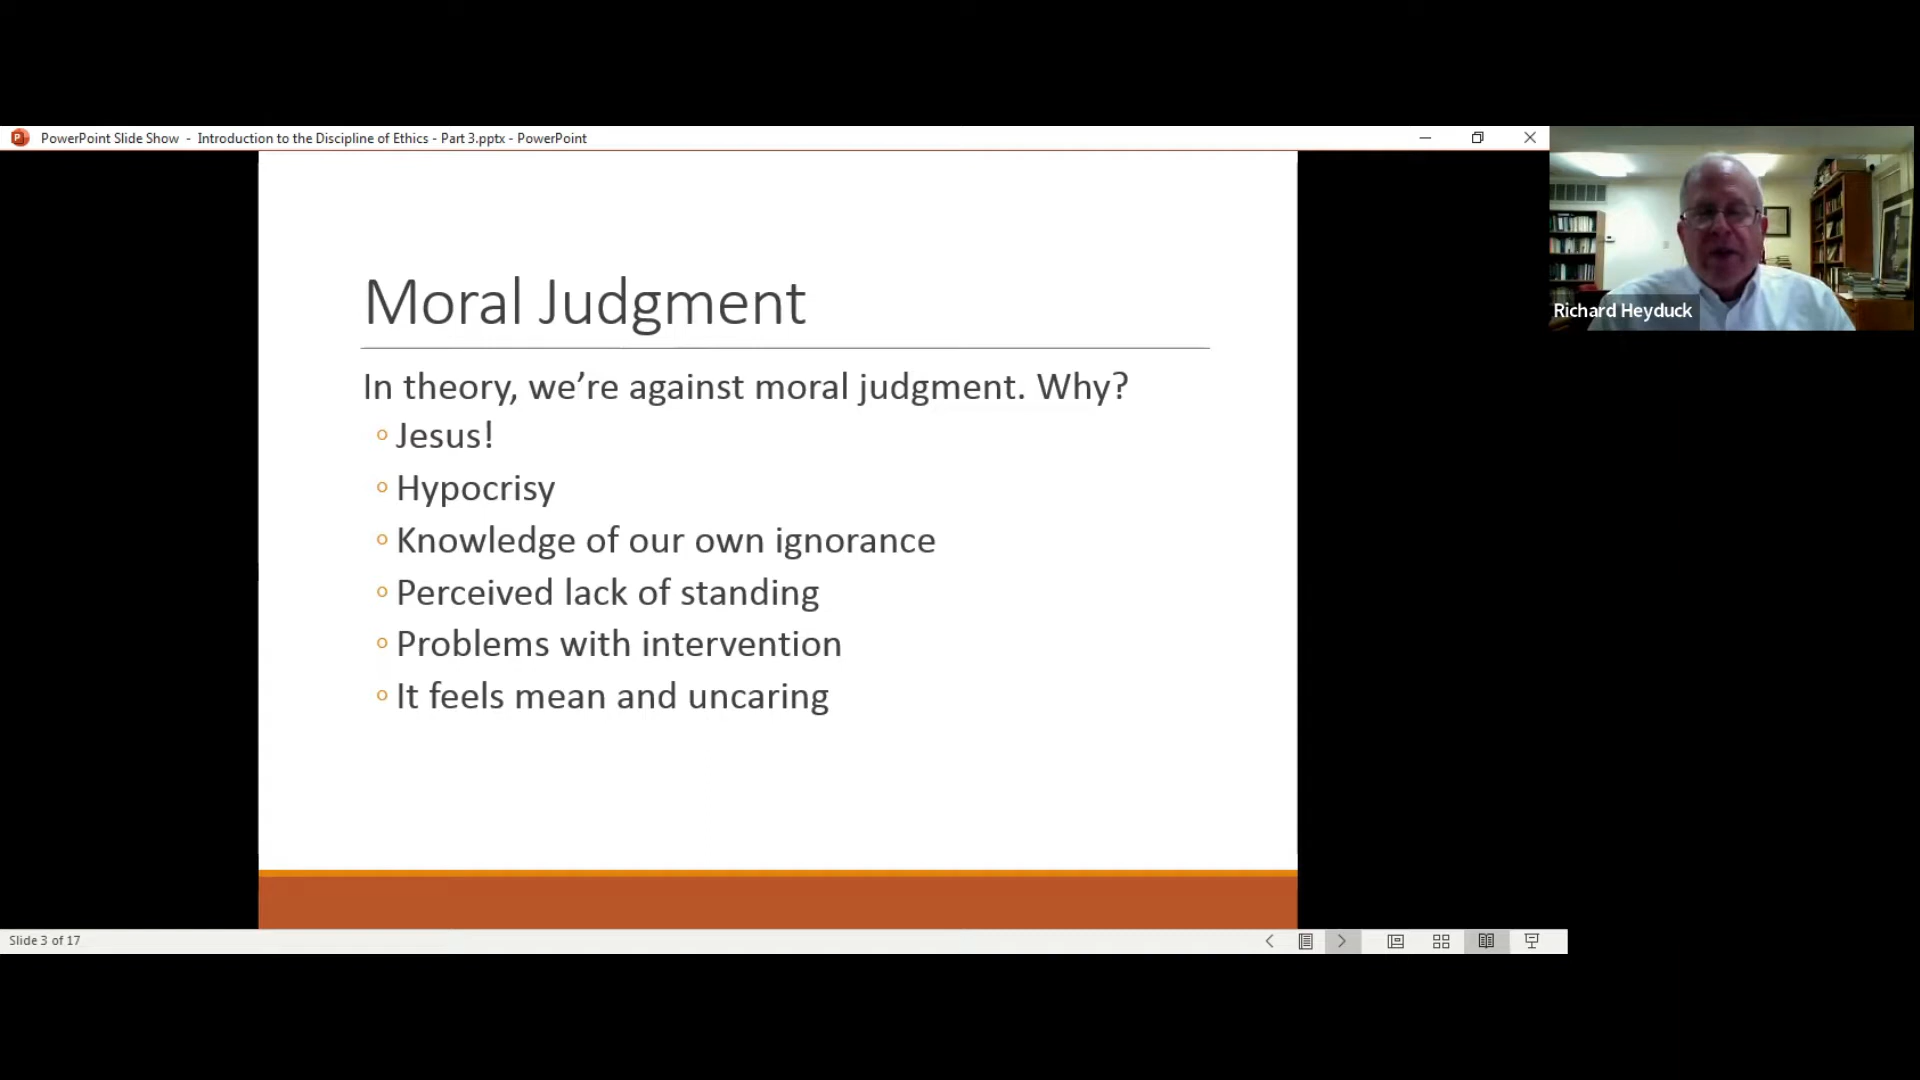 PowerPoint Slide Show - Introduction to the Discipline of Ethics - Part 3.pptx - PowerPoint
Richard Heyduck
Moral Judgment
In theory, we’re against moral judgment. Why?
Jesus!
Hypocrisy
Knowledge of our own ignorance
Perceived lack of standing
Problems with intervention
It feels mean and uncaring
Slide 3 of 17